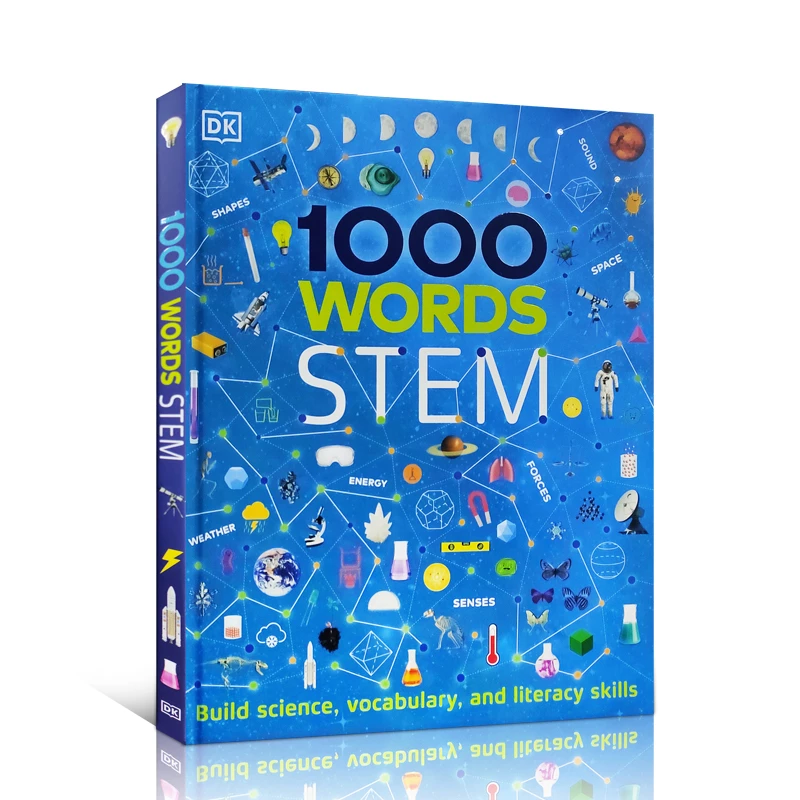 DK
SOUND
SHAPES
1000
WORDS
SPACE
STEM
ENERGY
FORCES
WEATHER
SENSES
Build science, vocabulary, and literacy skills
1000 WORDS STEM
DK